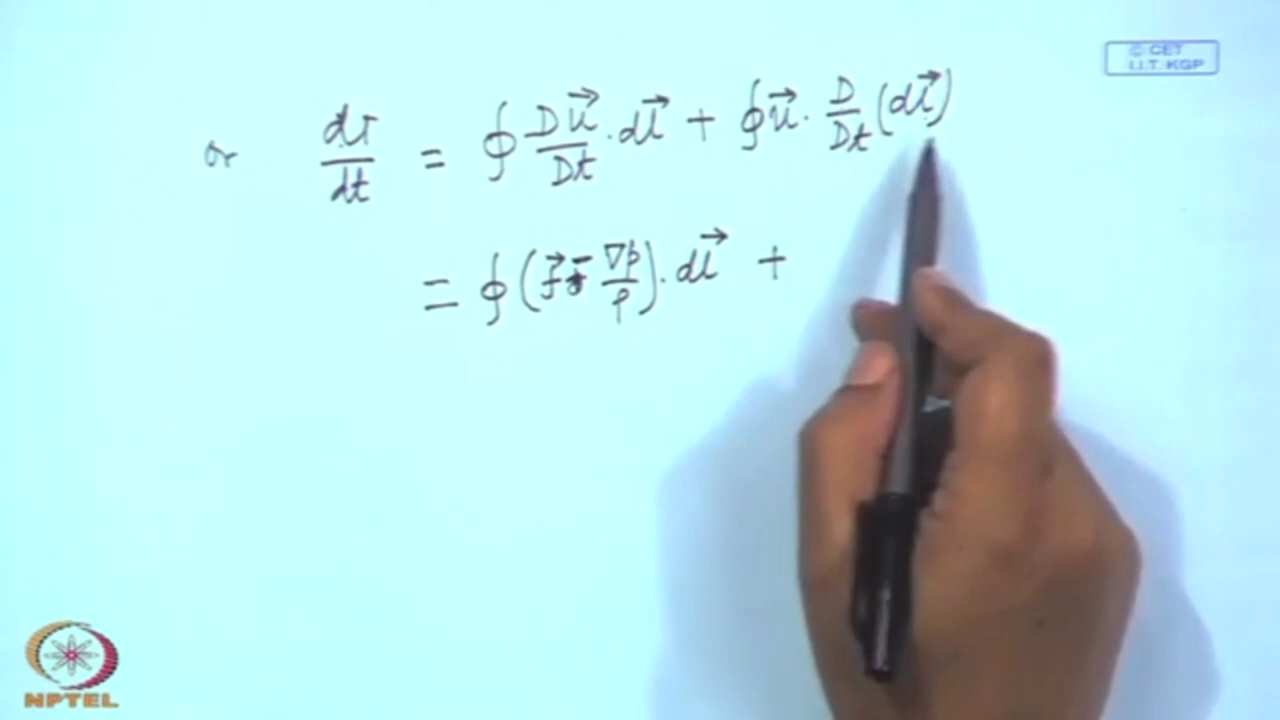 © CET
I.I.T. KGP
or dΓ/dt = ∮ Du⃗/Dt · dl⃗ + ∮ u⃗ · D/Dt (dl⃗)
= ∮ (f⃗ - ∇p/ρ) · dl⃗ +
NPTEL